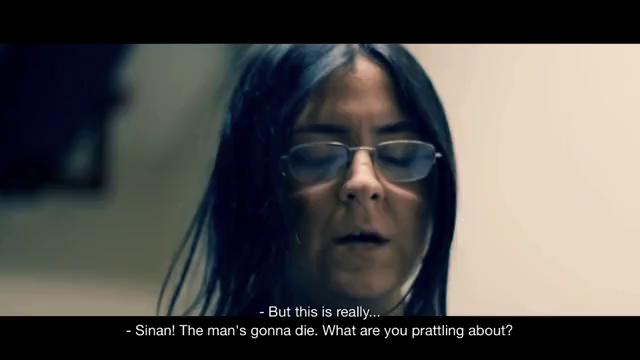 - But this is really...
- Sinan! The man's gonna die. What are you prattling about?